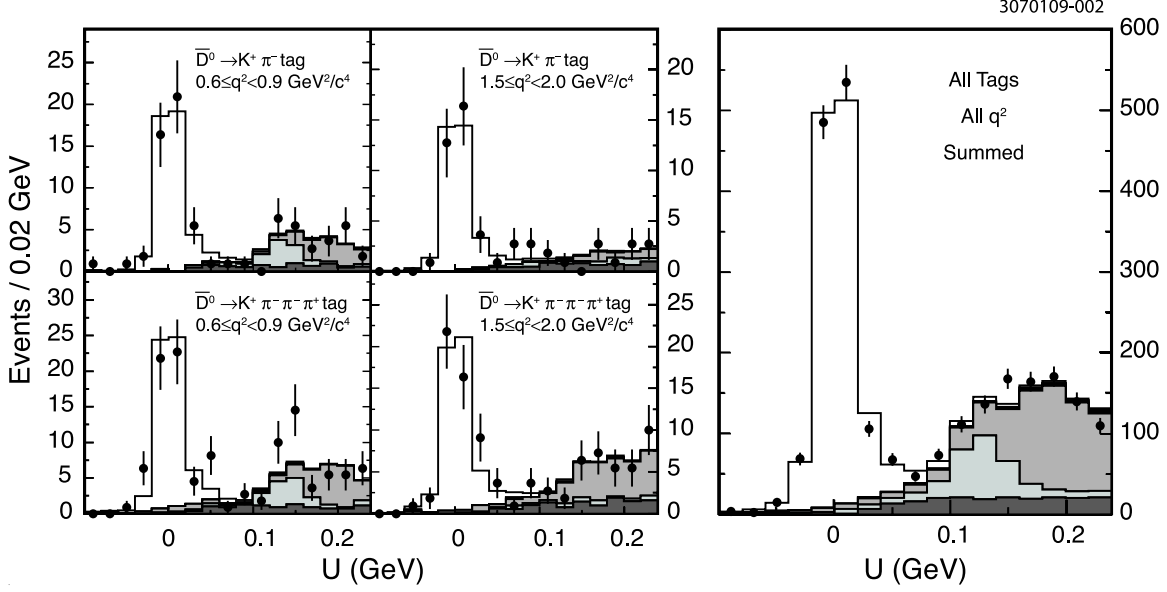 3070109-002
D̅⁰ →K⁺ π⁻ tag
0.6≤q²<0.9 GeV²/c⁴
D̅⁰ →K⁺ π⁻ tag
1.5≤q²<2.0 GeV²/c⁴
All Tags
All q²
Summed
D̅⁰ →K⁺ π⁻π⁻π⁺ tag
0.6≤q²<0.9 GeV²/c⁴
D̅⁰ →K⁺ π⁻π⁻π⁺ tag
1.5≤q²<2.0 GeV²/c⁴
Events / 0.02 GeV
25
20
15
10
5
0
30
25
20
15
10
5
0
20
15
10
5
0
25
20
15
10
5
0
600
500
400
300
200
100
0
0 0.1 0.2
0 0.1 0.2
0 0.1 0.2
U (GeV)
U (GeV)
U (GeV)